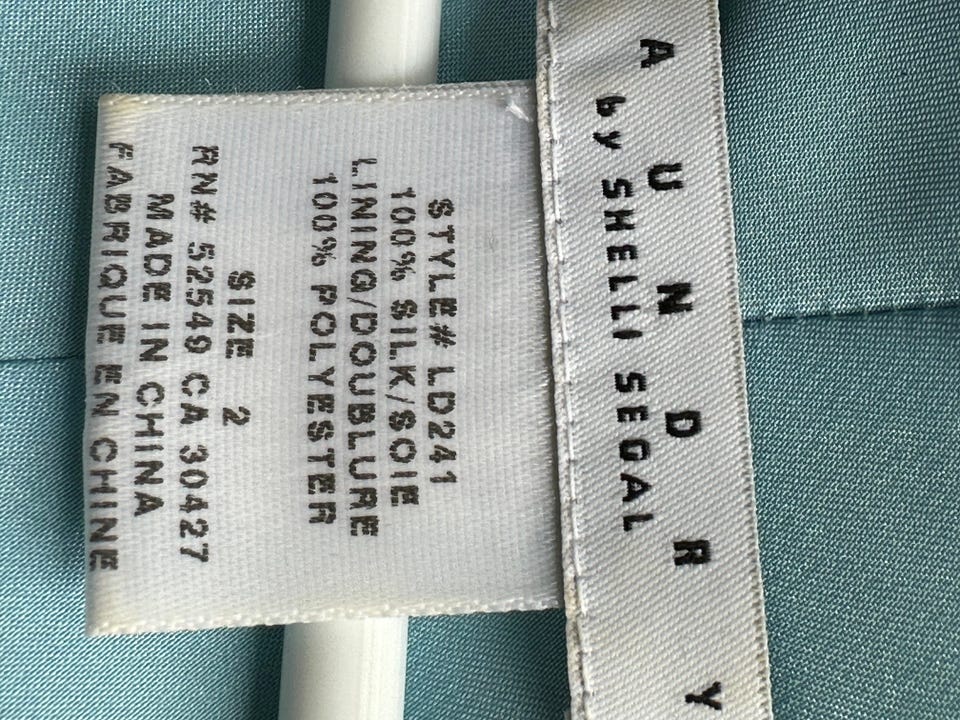 A U N D R Y
by SHELLI SEGAL
STYLE# LD241
100% SILK/SOIE
LINING/DOUBLURE
100% POLYESTER
SIZE 2
RN# 52549 CA 30427
MADE IN CHINA
FABRIQUE EN CHINE